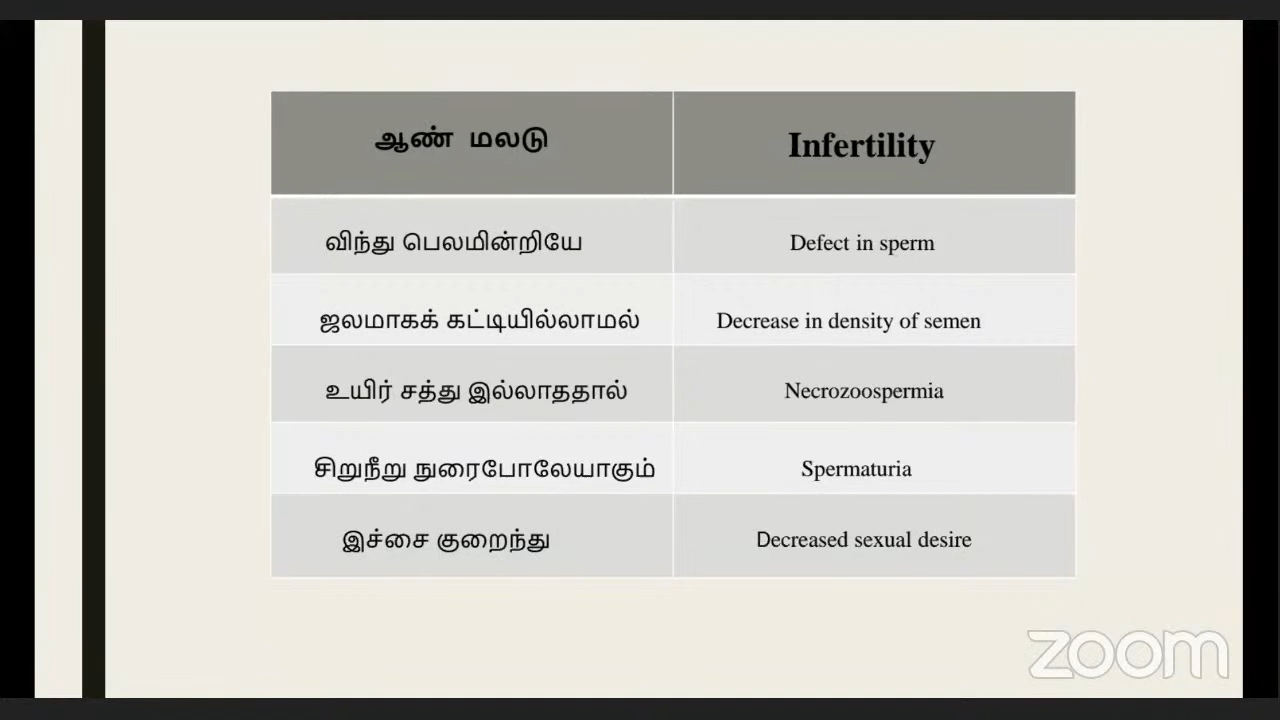 ஆண் மலடு Infertility
விந்து பெலமின்றியே Defect in sperm
ஜலமாகக் கட்டியில்லாமல் Decrease in density of semen
உயிர் சத்து இல்லாததால் Necrozoospermia
சிறுநீறு நுரைபோலேயாகும் Spermaturia
இச்சை குறைந்து Decreased sexual desire
zoom